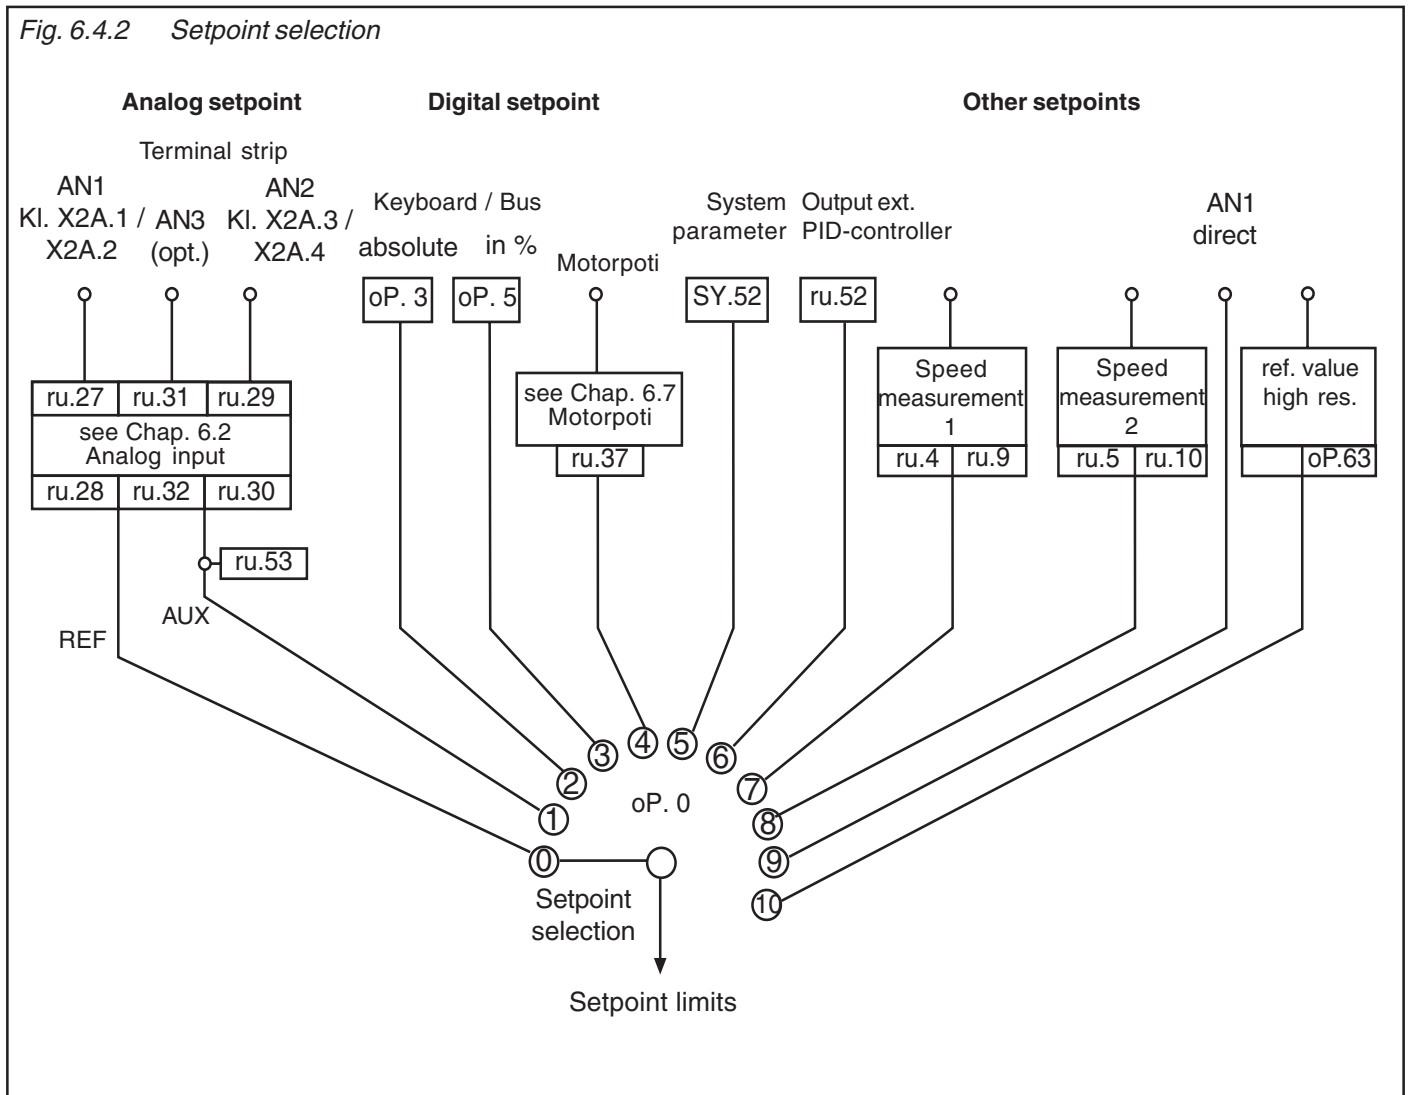 Fig. 6.4.2 Setpoint selection
Analog setpoint
Digital setpoint
Other setpoints
Terminal strip
AN1
Kl. X2A.1 /
X2A.2
AN3
(opt.)
AN2
Kl. X2A.3 /
X2A.4
Keyboard / Bus
absolute
in %
Motorpoti
System
parameter
Output ext.
PID-controller
AN1
direct
oP. 3
oP. 5
SY.52
ru.52
ru.27
ru.31
ru.29
see Chap. 6.2
Analog input
ru.28
ru.32
ru.30
see Chap. 6.7
Motorpoti
ru.37
Speed
measurement
1
ru.4
ru.9
Speed
measurement
2
ru.5
ru.10
ref. value
high res.
oP.63
ru.53
AUX
REF
0
1
2
3
4
5
6
7
8
9
10
oP. 0
Setpoint
selection
Setpoint limits